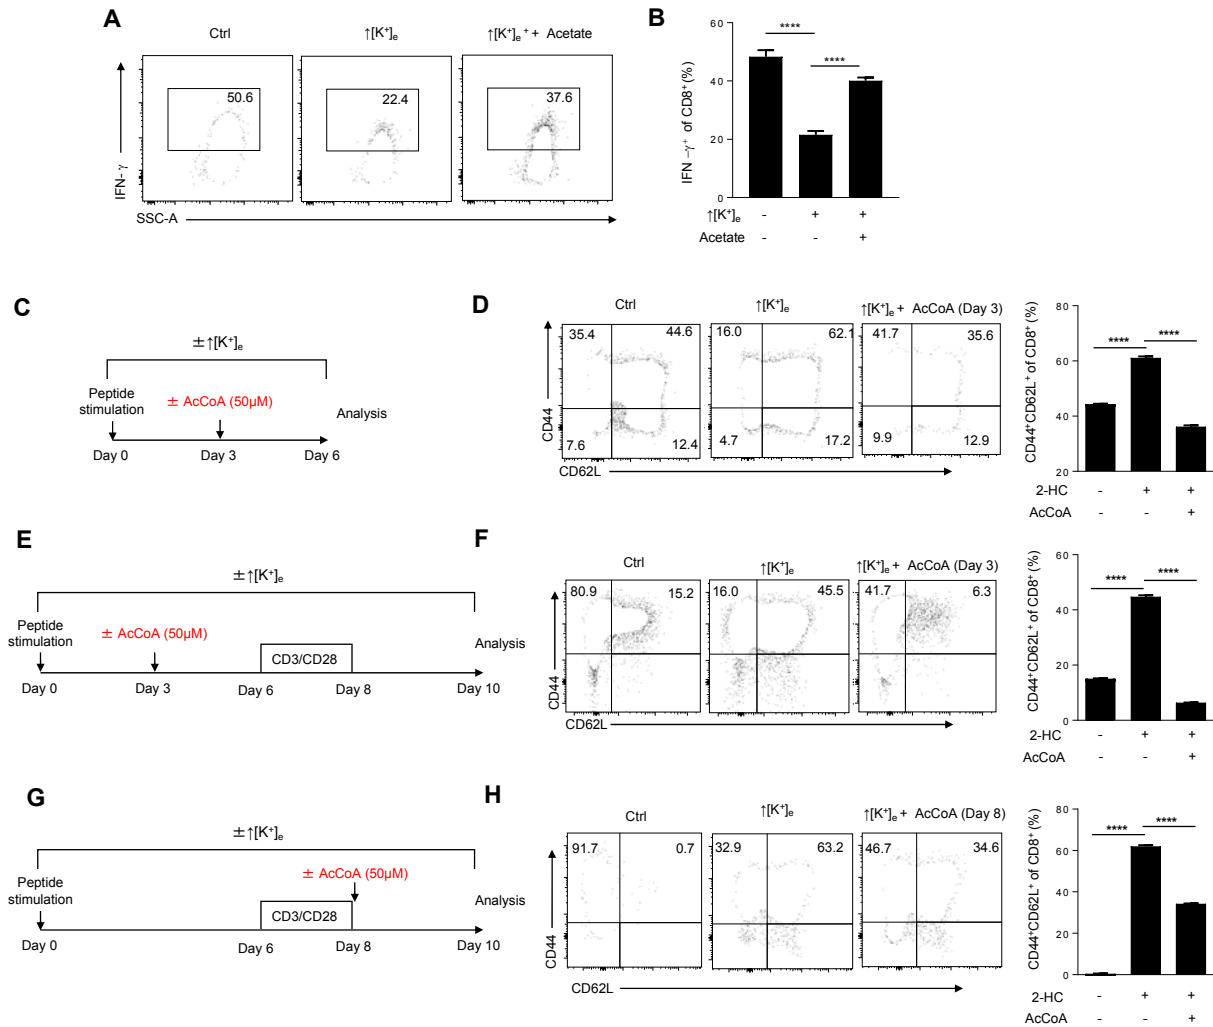 A
Ctrl
↑[K⁺]ₑ
↑[K⁺]ₑ ⁺ + Acetate
50.6
22.4
37.6
IFN- γ
SSC-A
B
****
****
60
40
20
0
IFN –γ⁺ of CD8⁺ (%)
↑[K⁺]ₑ - + +
Acetate - - +
C
±↑[K⁺]ₑ
Peptide
stimulation
± AcCoA (50μM)
Analysis
Day 0
Day 3
Day 6
D
Ctrl
↑[K⁺]ₑ
↑[K⁺]ₑ + AcCoA (Day 3)
35.4
44.6
16.0
62.1
41.7
35.6
7.6
12.4
4.7
17.2
9.9
12.9
CD44
CD62L
****
****
80
60
40
20
CD44⁺CD62L⁺ of CD8⁺ (%)
2-HC - + +
AcCoA - - +
E
±↑[K⁺]ₑ
Peptide
stimulation
± AcCoA (50μM)
CD3/CD28
Analysis
Day 0
Day 3
Day 6
Day 8
Day 10
F
Ctrl
↑[K⁺]ₑ
↑[K⁺]ₑ + AcCoA (Day 3)
80.9
15.2
16.0
45.5
41.7
6.3
CD44
CD62L
****
****
60
40
20
0
CD44⁺CD62L⁺ of CD8⁺ (%)
2-HC - + +
AcCoA - - +
G
±↑[K⁺]ₑ
Peptide
stimulation
± AcCoA (50μM)
CD3/CD28
Analysis
Day 0
Day 6
Day 8
Day 10
H
Ctrl
↑[K⁺]ₑ
↑[K⁺]ₑ + AcCoA (Day 8)
91.7
0.7
32.9
63.2
46.7
34.6
CD44
CD62L
****
****
80
60
40
20
0
CD44⁺CD62L⁺ of CD8⁺ (%)
2-HC - + +
AcCoA - - +